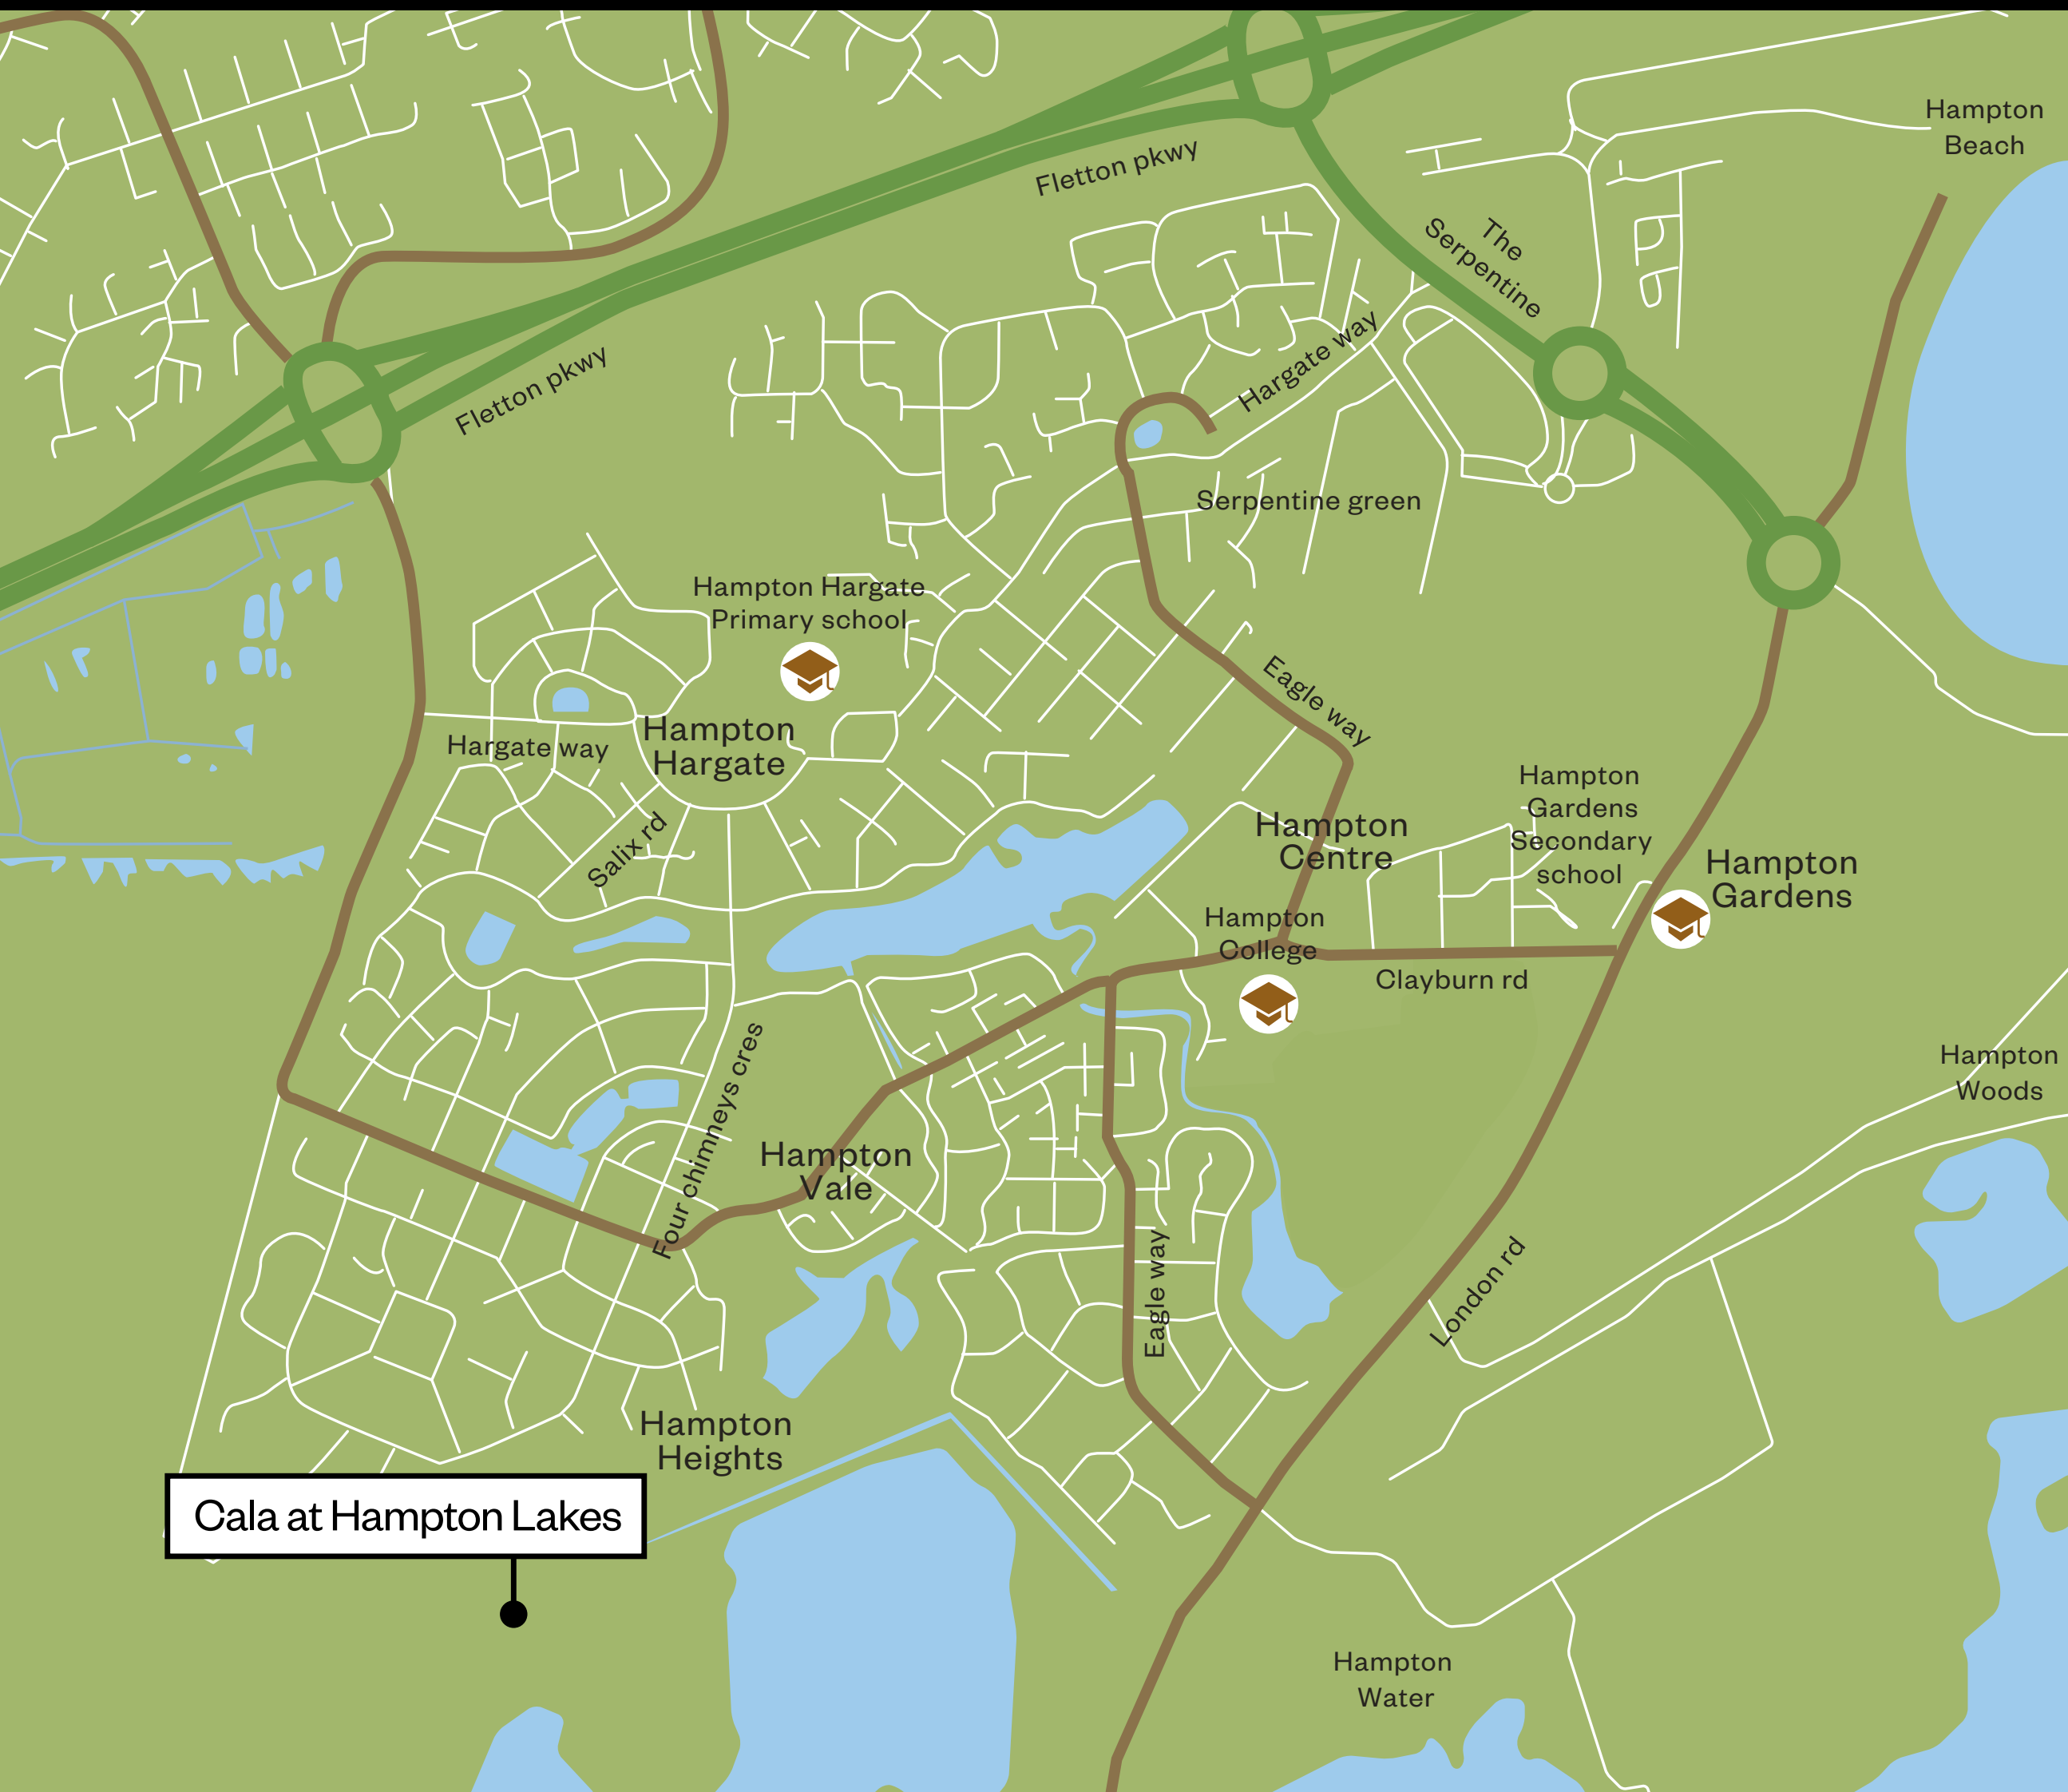 Hampton
Beach
Fletton pkwy
The
Serpentine
Fletton pkwy
Hargate way
Serpentine green
Hampton Hargate
Primary school
Eagle way
Hampton
Hargate
Hargate way
Salix rd
Hampton
Centre
Hampton
Gardens
Secondary
school
Hampton
Gardens
Hampton
College
Clayburn rd
Hampton
Woods
Four chimneys cres
Hampton
Vale
Eagle way
London rd
Hampton
Heights
Cala at Hampton Lakes
Hampton
Water